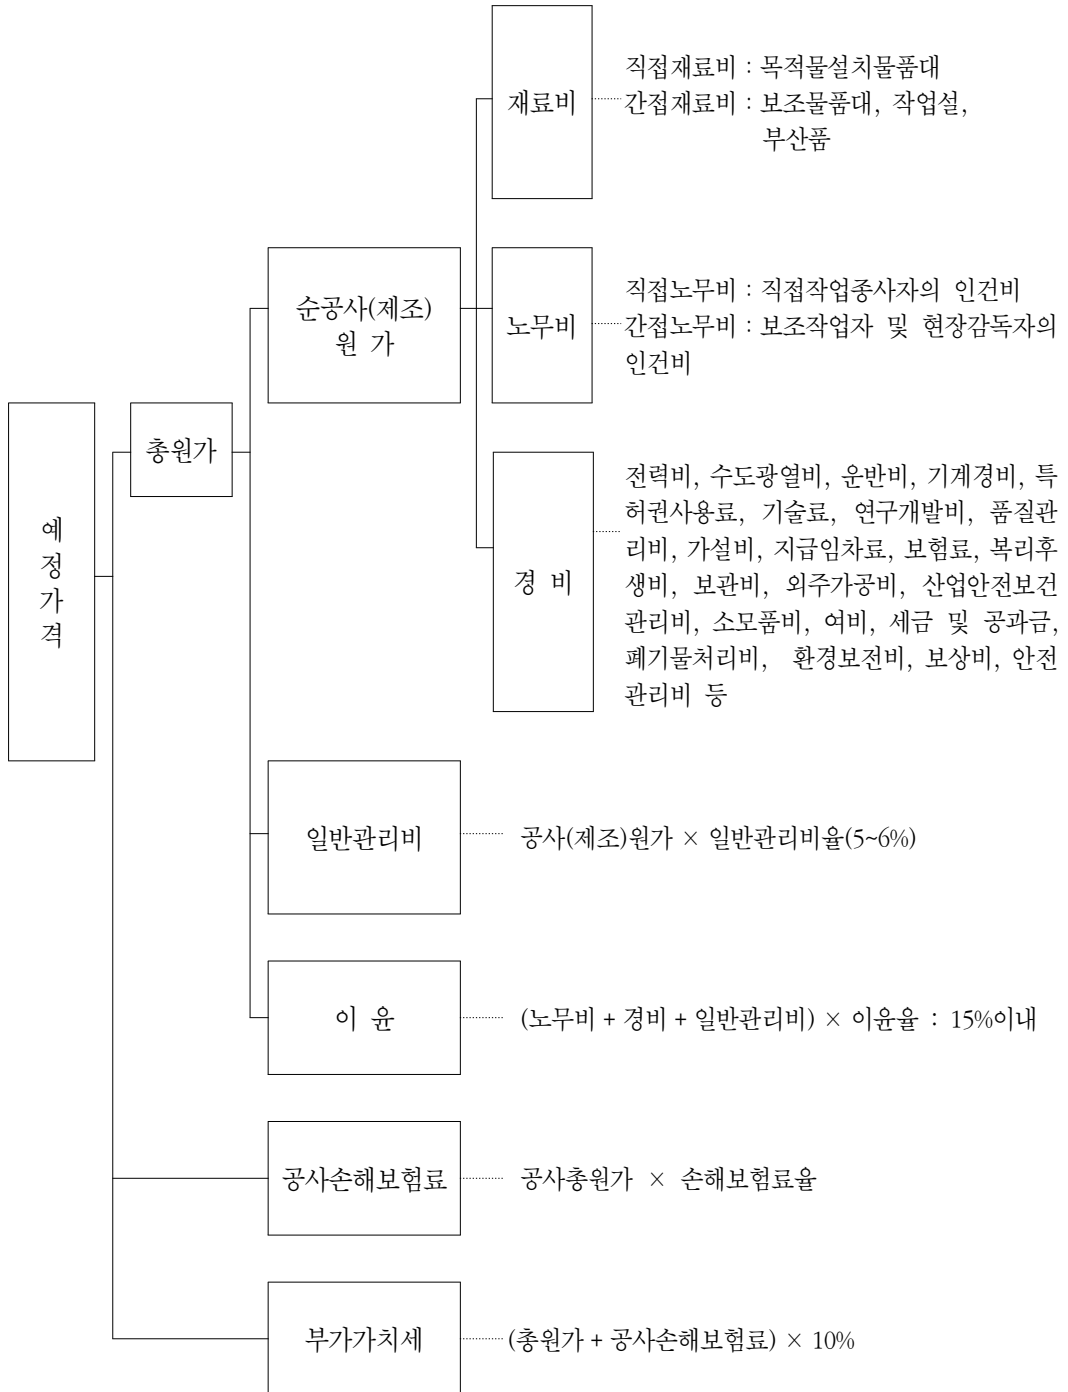 예
정
가
격
총원가
순공사(제조)
원 가
재료비
직접재료비 : 목적물설치물품대
간접재료비 : 보조물품대, 작업설,
부산품
노무비
직접노무비 : 직접작업종사자의 인건비
간접노무비 : 보조작업자 및 현장감독자의
인건비
경 비
전력비, 수도광열비, 운반비, 기계경비, 특
허권사용료, 기술료, 연구개발비, 품질관
리비, 가설비, 지급임차료, 보험료, 복리후
생비, 보관비, 외주가공비, 산업안전보건
관리비, 소모품비, 여비, 세금 및 공과금,
폐기물처리비, 환경보전비, 보상비, 안전
관리비 등
일반관리비
공사(제조)원가 × 일반관리비율(5~6%)
이 윤
(노무비 + 경비 + 일반관리비) × 이윤율 : 15%이내
공사손해보험료
공사총원가 × 손해보험료율
부가가치세
(총원가 + 공사손해보험료) × 10%